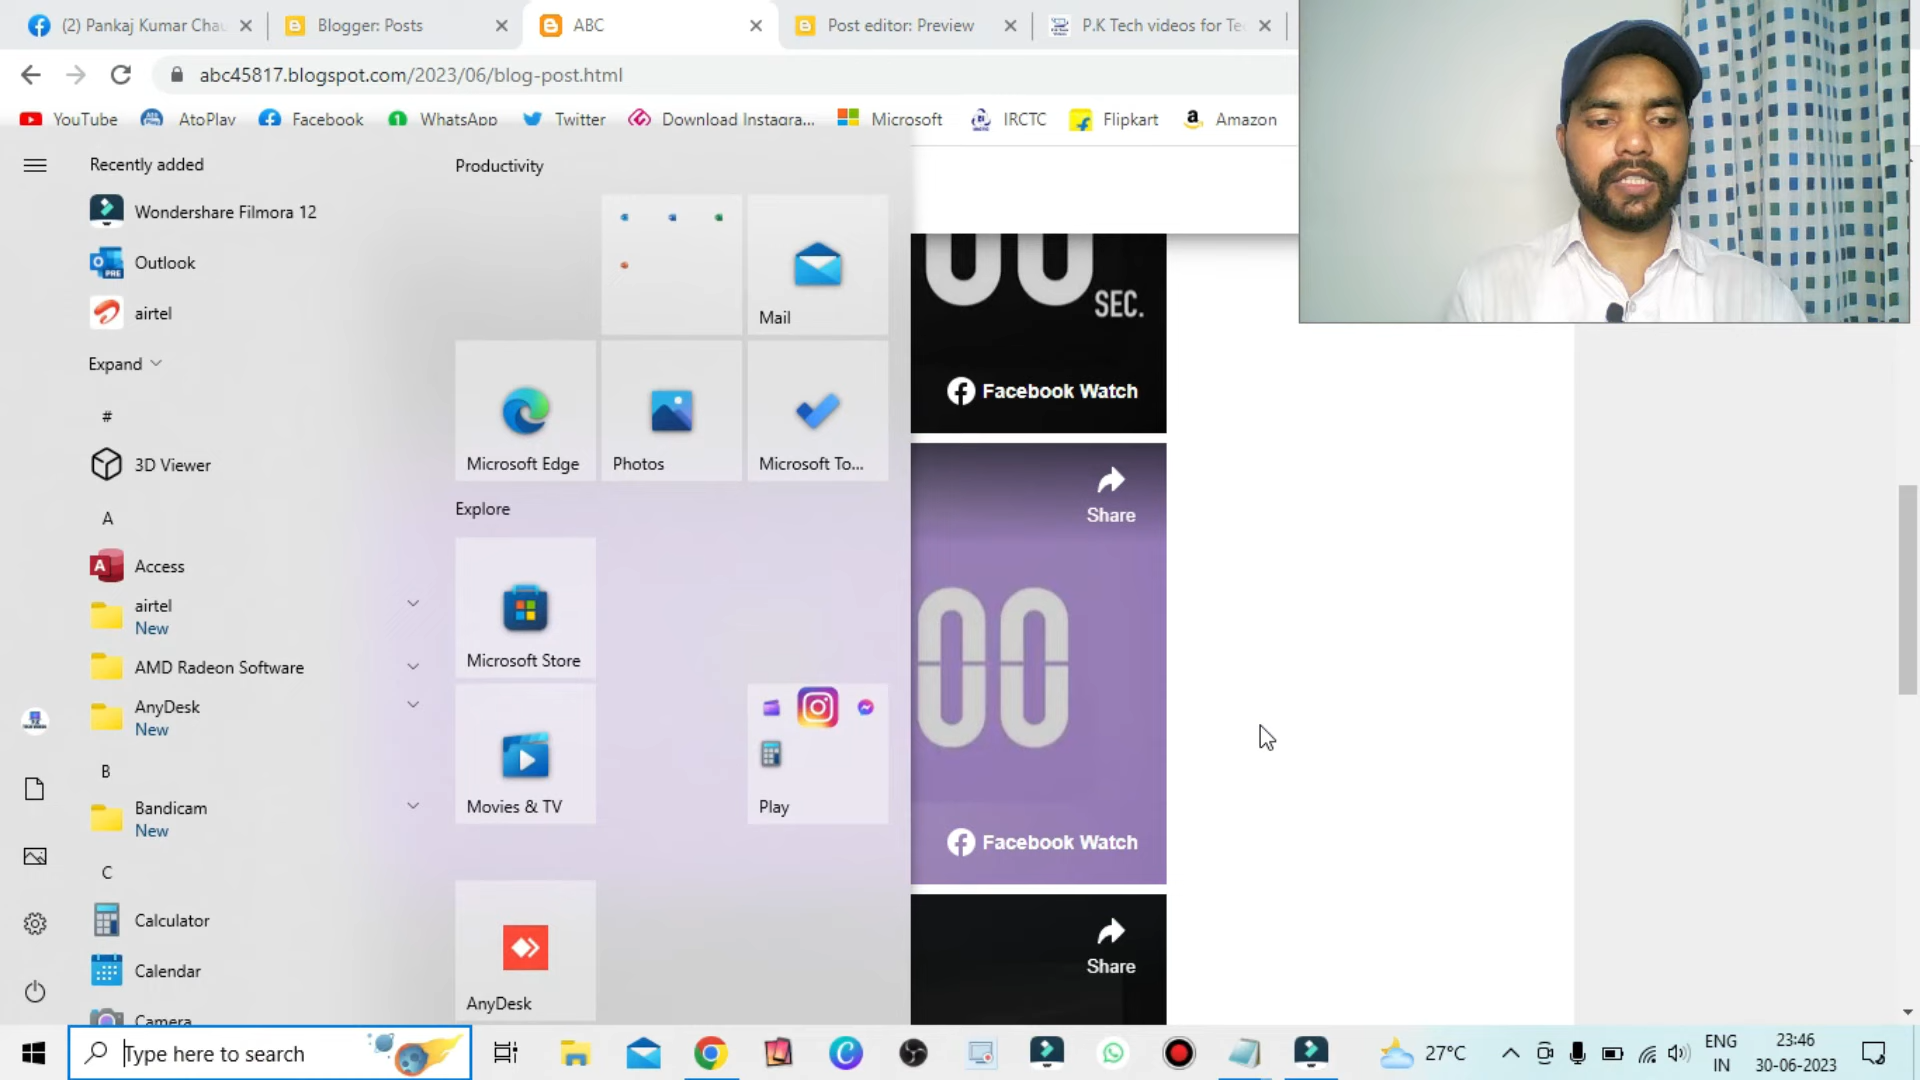 (2) Pankaj Kumar Chau
Blogger: Posts
ABC
Post editor: Preview
P.K Tech videos for Te
abc45817.blogspot.com/2023/06/blog-post.html
YouTube
AtoPlay
Facebook
WhatsApp
Twitter
Download Instagra...
Microsoft
IRCTC
Flipkart
Amazon
Recently added
Productivity
Wondershare Filmora 12
Outlook
airtel
Expand
#
3D Viewer
A
Access
airtel
New
AMD Radeon Software
AnyDesk
New
B
Bandicam
New
C
Calculator
Calendar
Camera
Mail
Microsoft Edge
Photos
Microsoft To...
Explore
Microsoft Store
Movies & TV
Play
AnyDesk
00
SEC.
Facebook Watch
Share
00
Facebook Watch
Share
Type here to search
27°C
ENG
IN
23:46
30-06-2023